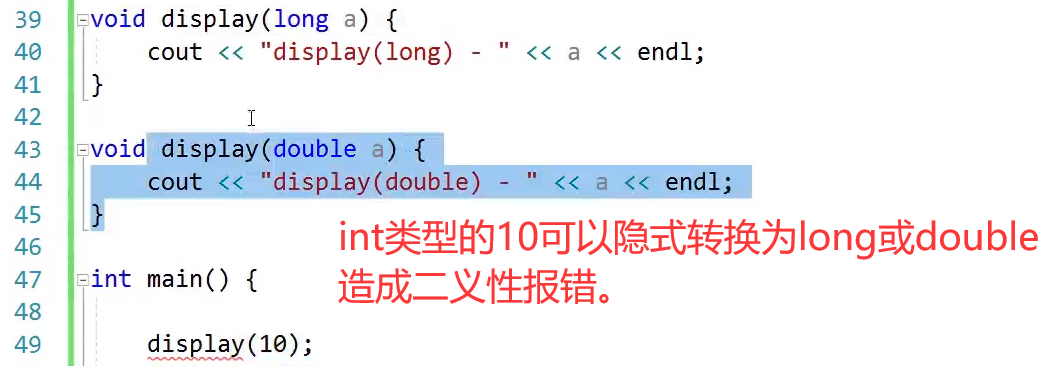 39 void display(long a) {
40 cout << "display(long) - " << a << endl;
41 }
42
43 void display(double a) {
44 cout << "display(double) - " << a << endl;
45 }
int类型的10可以隐式转换为long或double
造成二义性报错。
46
47 int main() {
48
49 display(10);